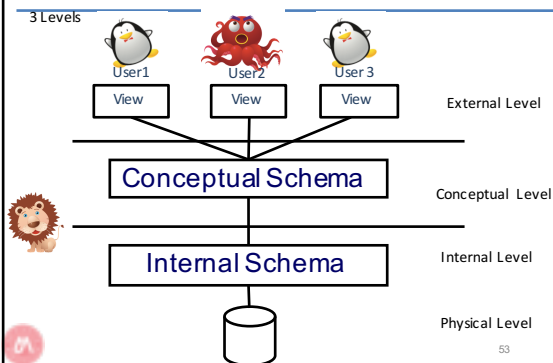 3 Levels
User1 User2 User 3
View View View
External Level
Conceptual Schema
Conceptual Level
Internal Schema
Internal Level
Physical Level
53